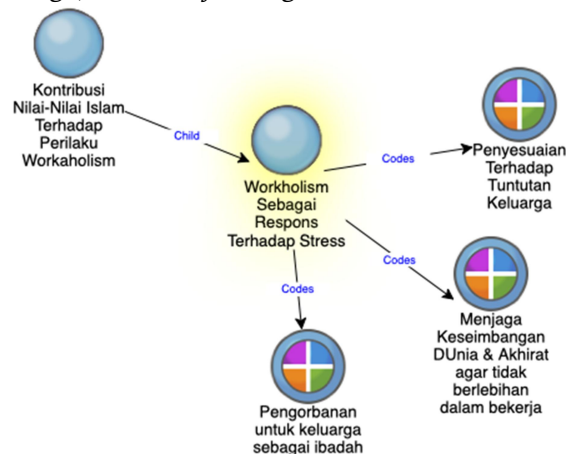 Kontribusi
Nilai-Nilai Islam
Terhadap
Perilaku
Workaholism
Child
Workholism
Sebagai
Respons
Terhadap Stress
Codes
Penyesuaian
Terhadap
Tuntutan
Keluarga
Codes
Menjaga
Keseimbangan
DUnia & Akhirat
agar tidak
berlebihan
dalam bekerja
Codes
Pengorbanan
untuk keluarga
sebagai ibadah